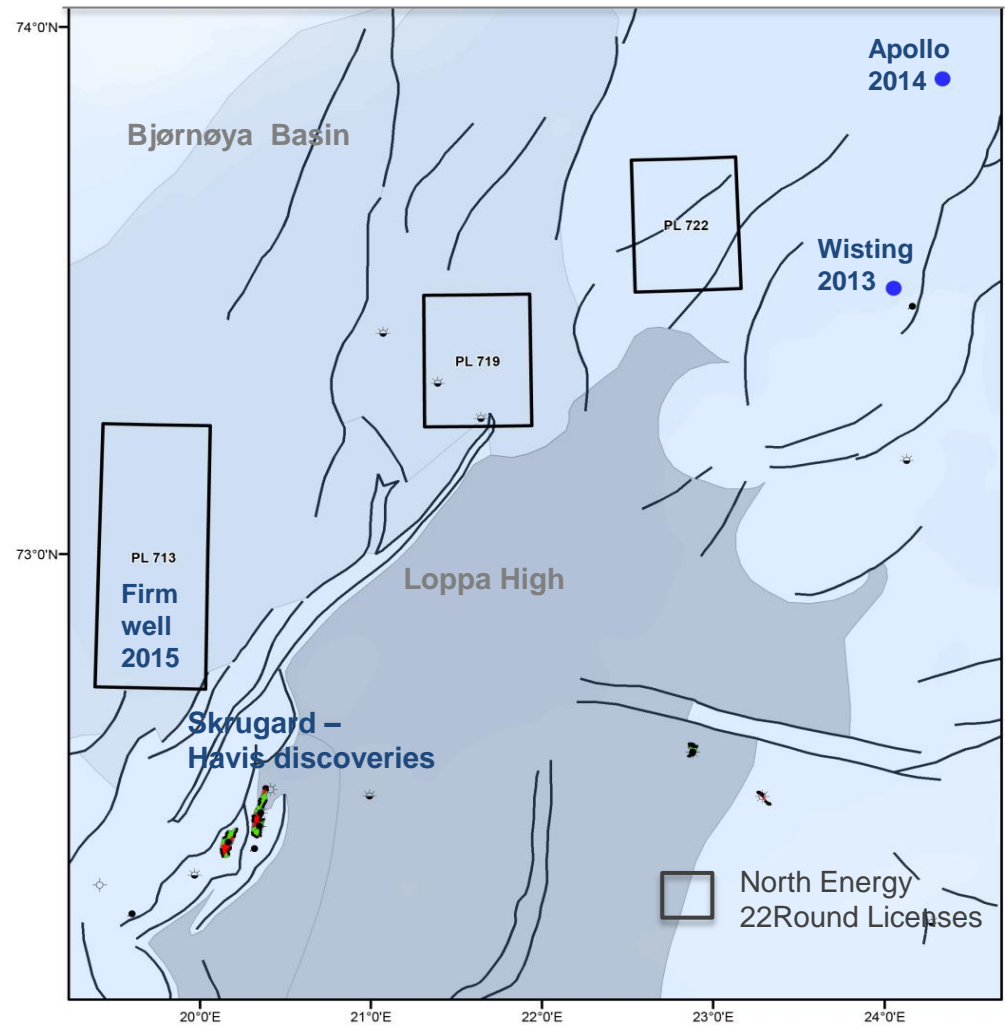 74°0'N
Apollo
2014
Bjørnøya Basin
PL 722
Wisting
2013
PL 719
73°0'N
PL 713
Firm
well
2015
Loppa High
Skrugard –
Havis discoveries
North Energy
22Round Licenses
20°0'E
21°0'E
22°0'E
23°0'E
24°0'E